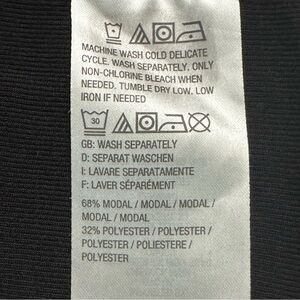 MACHINE WASH COLD DELICATE
CYCLE. WASH SEPARATELY. ONLY
NON-CHLORINE BLEACH WHEN
NEEDED. TUMBLE DRY LOW. LOW
IRON IF NEEDED
30
GB: WASH SEPARATELY
D: SEPARAT WASCHEN
I: LAVARE SEPARATAMENTE
F: LAVER SÉPARÉMENT
68% MODAL / MODAL / MODAL /
MODAL / MODAL
32% POLYESTER / POLYESTER /
POLYESTER / POLIESTERE /
POLYESTER